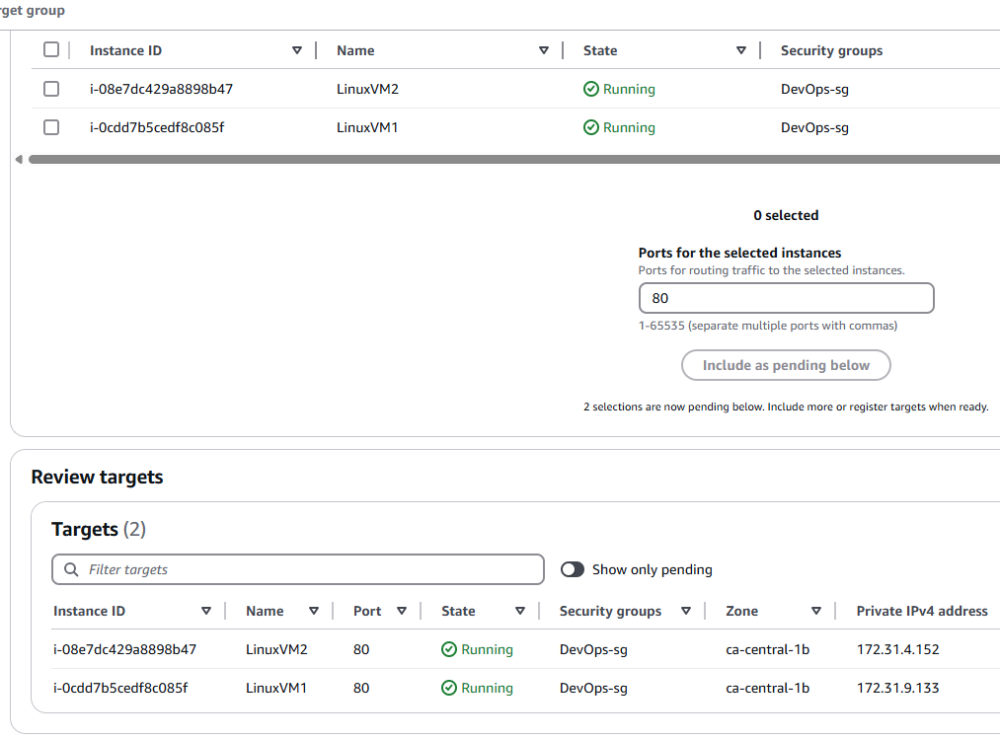 rget group
Instance ID Name State Security groups
i-08e7dc429a8898b47 LinuxVM2 Running DevOps-sg
i-0cdd7b5cedf8c085f LinuxVM1 Running DevOps-sg
0 selected
Ports for the selected instances
Ports for routing traffic to the selected instances.
80
1-65535 (separate multiple ports with commas)
Include as pending below
2 selections are now pending below. Include more or register targets when ready.
Review targets
Targets (2)
Filter targets Show only pending
Instance ID Name Port State Security groups Zone Private IPv4 address
i-08e7dc429a8898b47 LinuxVM2 80 Running DevOps-sg ca-central-1b 172.31.4.152
i-0cdd7b5cedf8c085f LinuxVM1 80 Running DevOps-sg ca-central-1b 172.31.9.133